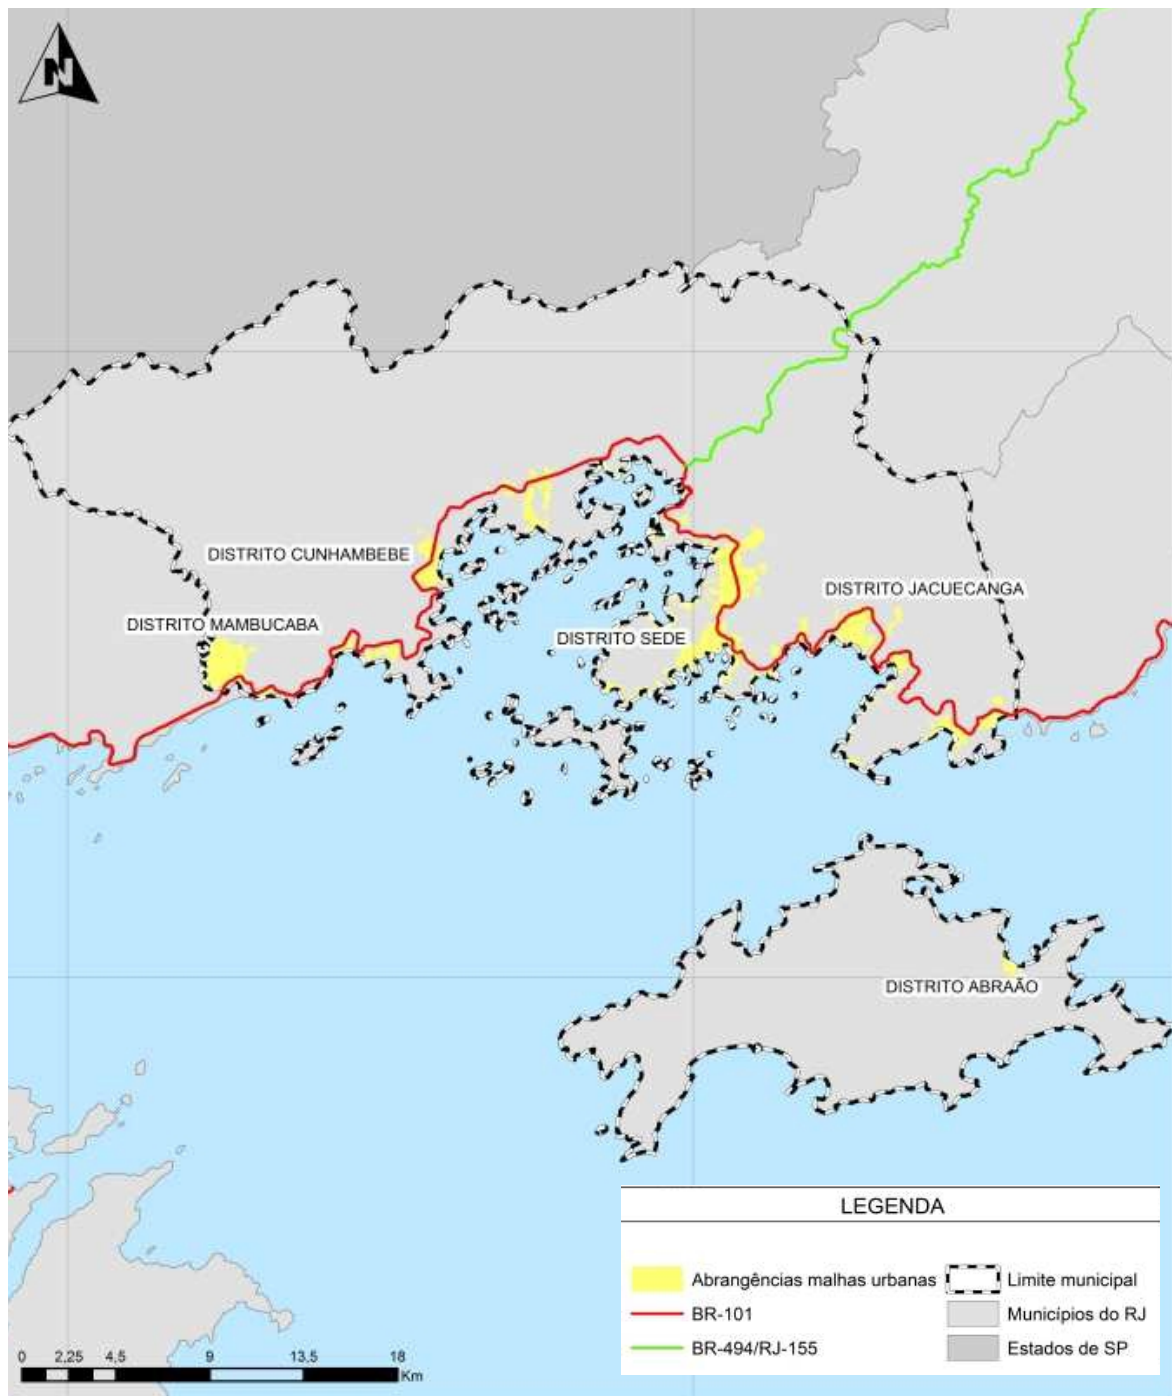 N
DISTRITO CUNHAMBEBE
DISTRITO JACUECANGA
DISTRITO MAMBUCABA
DISTRITO SEDE
DISTRITO ABRAÃO
LEGENDA
Abrangências malhas urbanas
Limite municipal
BR-101
Municípios do RJ
BR-494/RJ-155
Estados de SP
0 2,25 4,5 9 13,5 18
Km